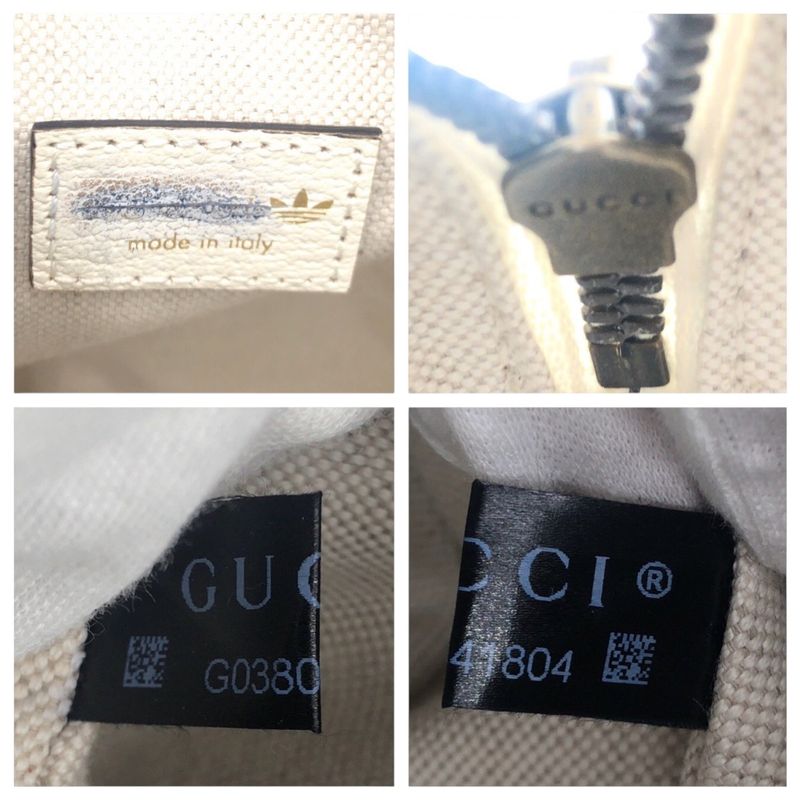 made in italy
GUCCI
GUC
G0380
CCI ®
41804